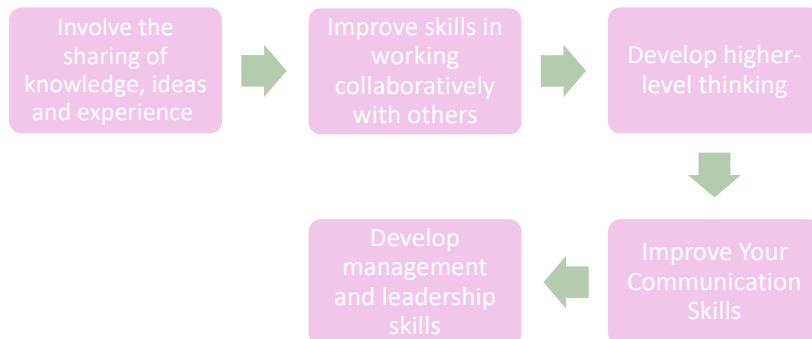 Involve the
sharing of
knowledge, ideas
and experience
Improve skills in
working
collaboratively
with others
Develop higher-
level thinking
Improve Your
Communication
Skills
Develop
management
and leadership
skills